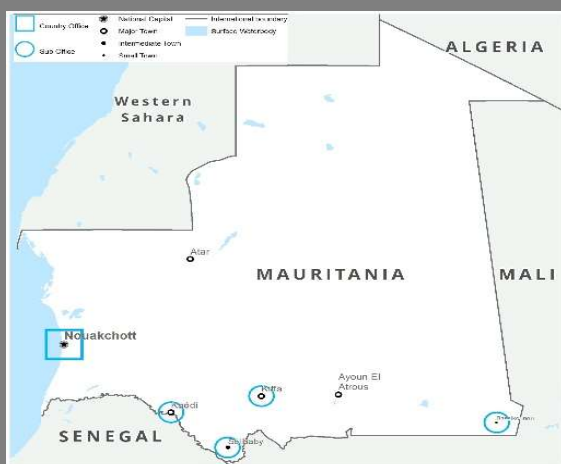 Country Office
Sub Office
National Capital
Major Town
Intermediate Town
Small Town
International boundary
Surface Waterbody
ALGERIA
Western
Sahara
Atar
MAURITANIA
MALI
Nouakchott
Kiffa
Ayoun El
Atrous
Kaédi
SENEGAL